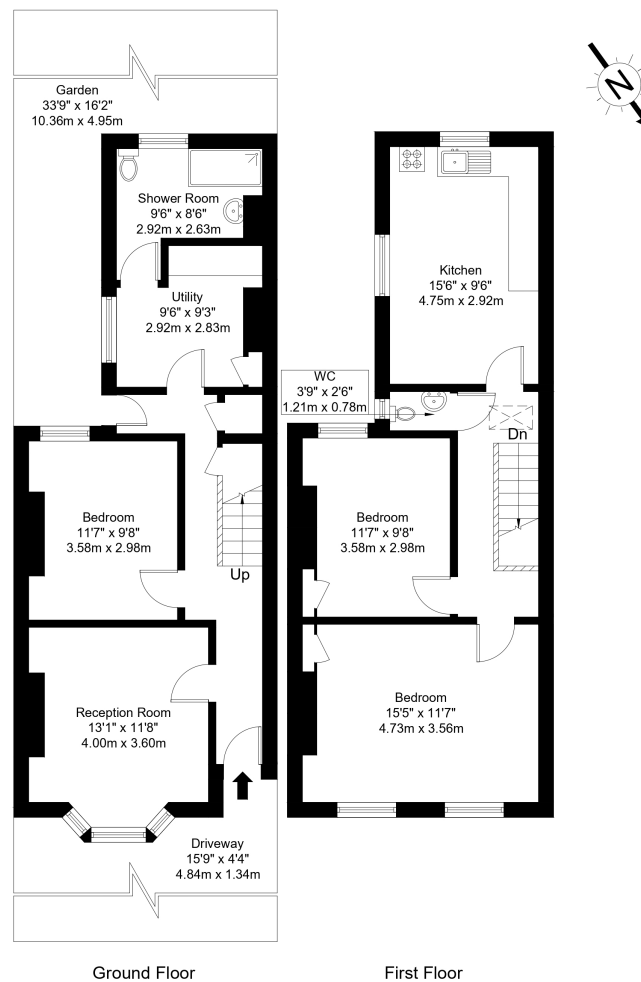 Garden
33'9" x 16'2"
10.36m x 4.95m
N
Shower Room
9'6" x 8'6"
2.92m x 2.63m
Utility
9'6" x 9'3"
2.92m x 2.83m
Kitchen
15'6" x 9'6"
4.75m x 2.92m
WC
3'9" x 2'6"
1.21m x 0.78m
Dn
Bedroom
11'7" x 9'8"
3.58m x 2.98m
Up
Bedroom
11'7" x 9'8"
3.58m x 2.98m
Reception Room
13'1" x 11'8"
4.00m x 3.60m
Bedroom
15'5" x 11'7"
4.73m x 3.56m
Driveway
15'9" x 4'4"
4.84m x 1.34m
Ground Floor
First Floor